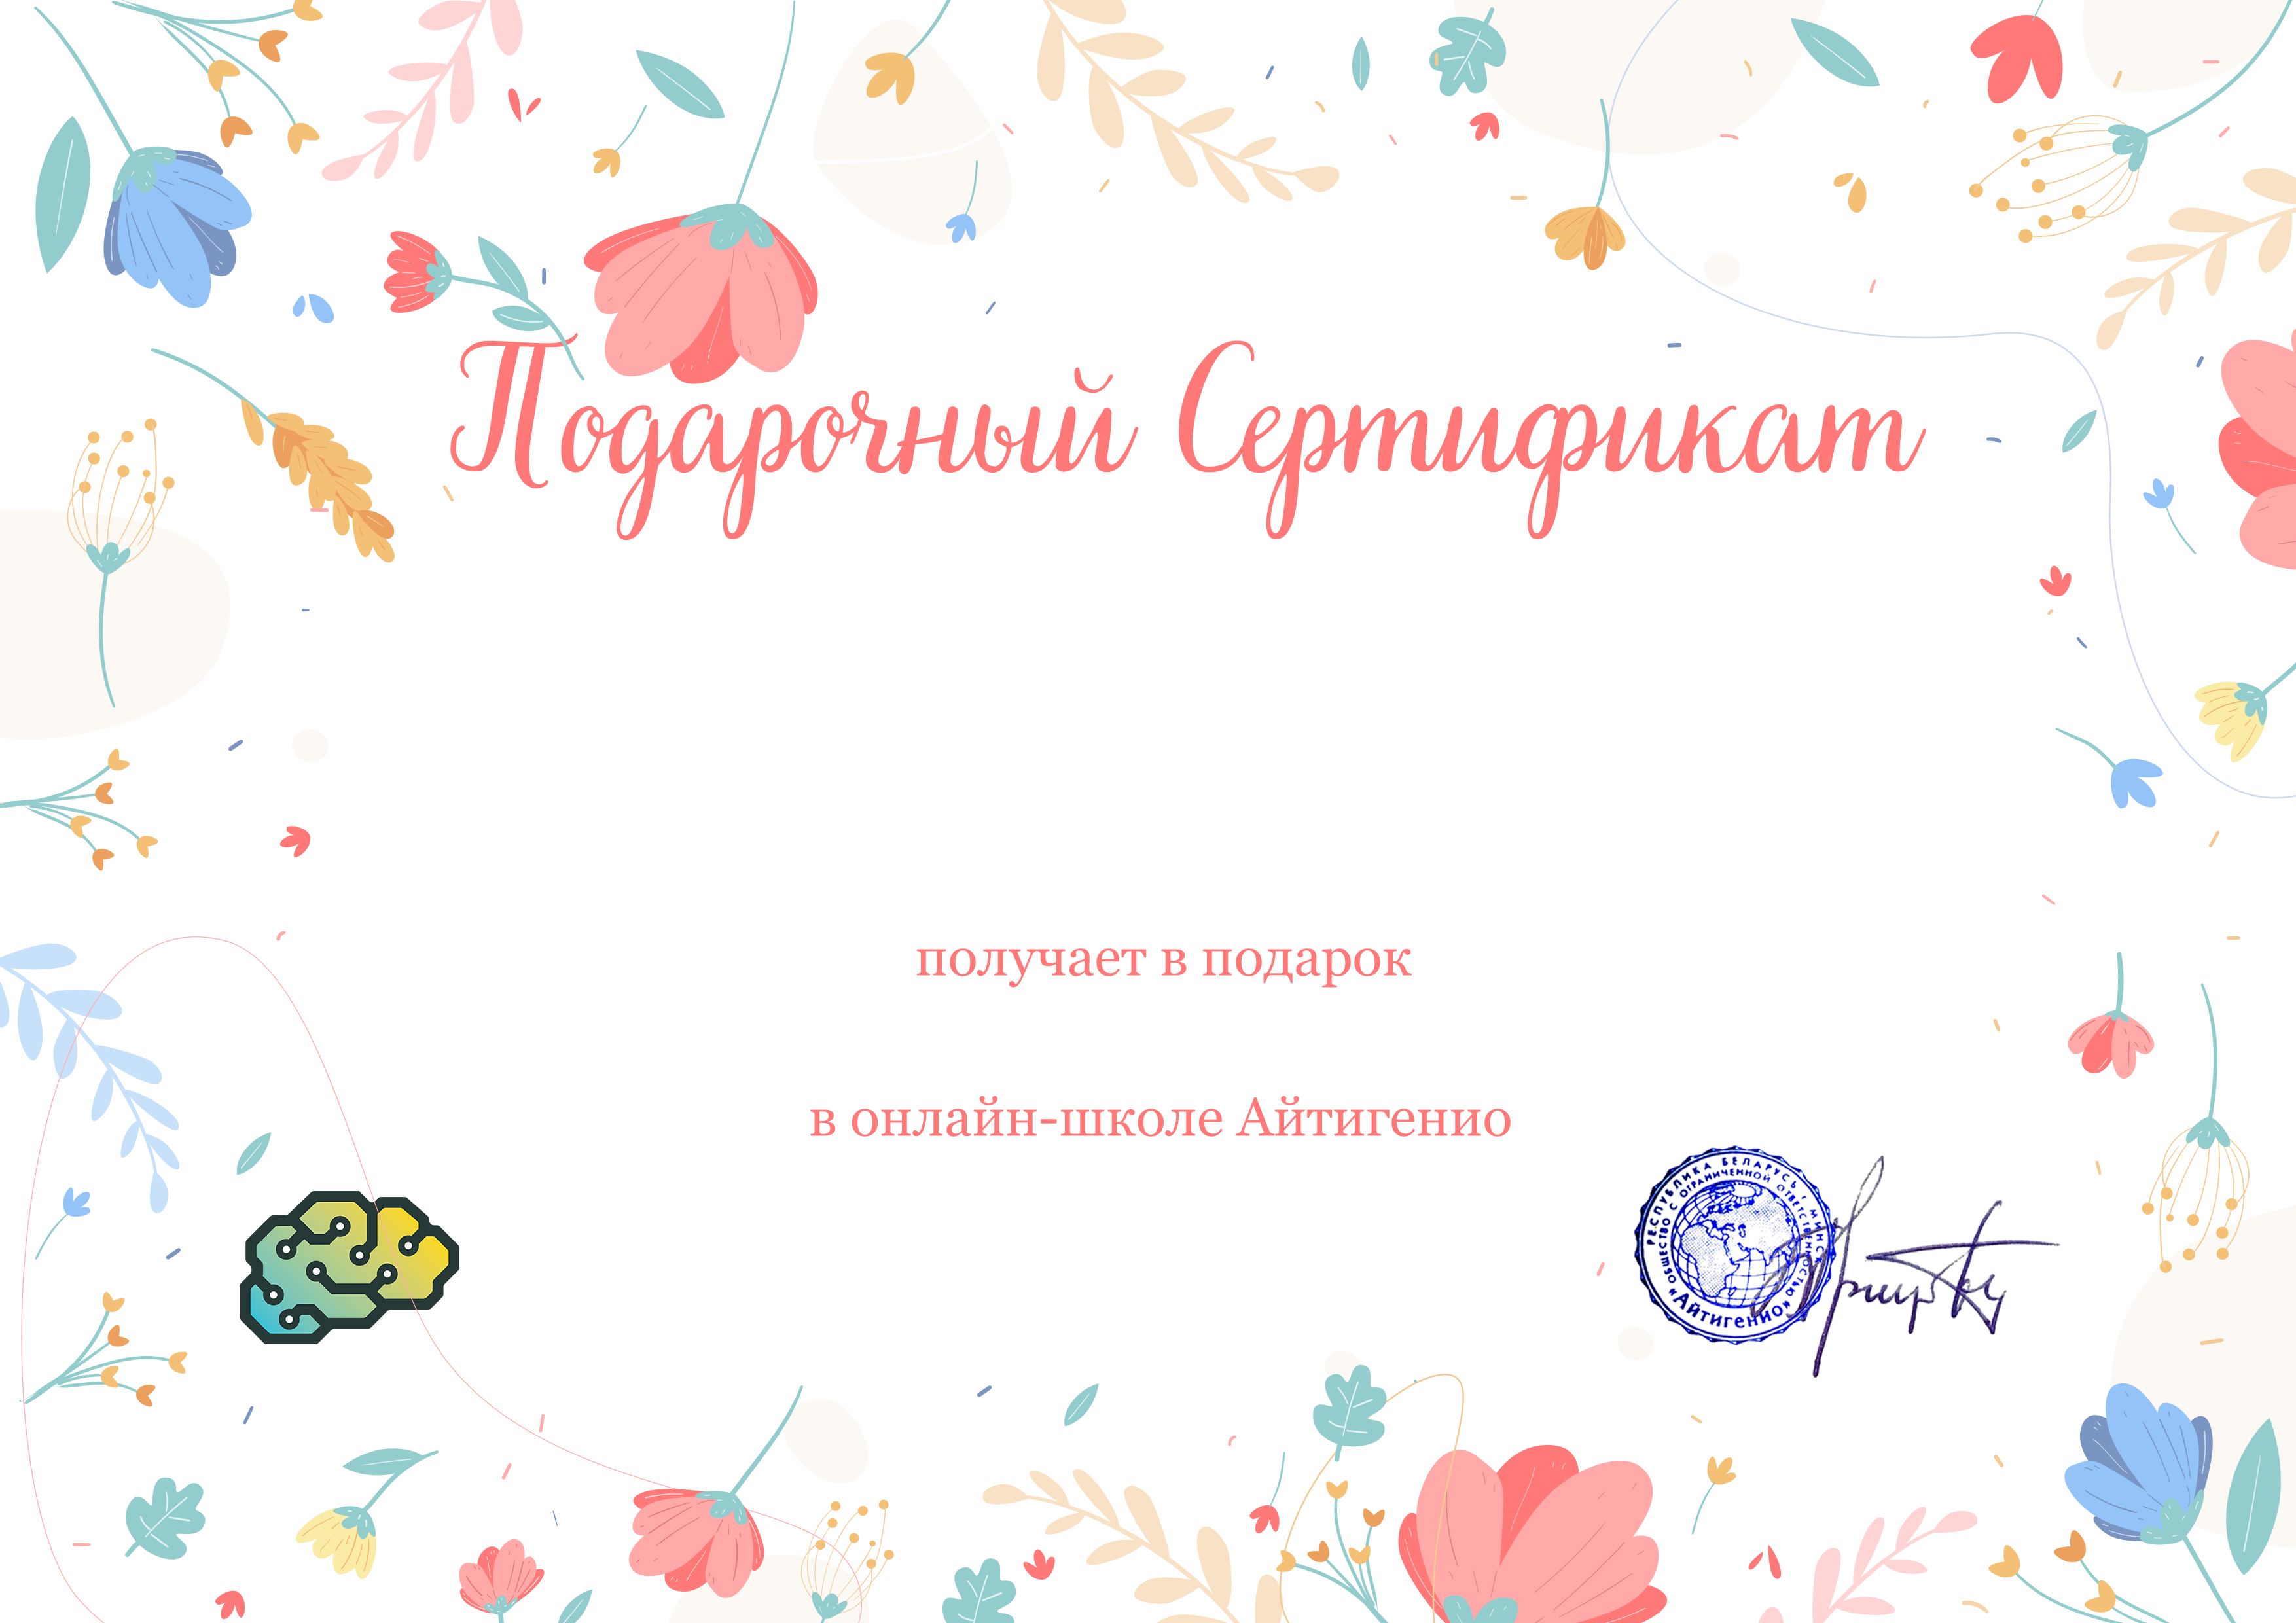 Подарочный Сертификат
получает в подарок
в онлайн-школе Айтигенио
РЕСПУБЛИКА БЕЛАРУСЬ г. МИНСК
ОБЩЕСТВО С ОГРАНИЧЕННОЙ ОТВЕТСТВЕННОСТЬЮ
«АЙТИГЕНИО»